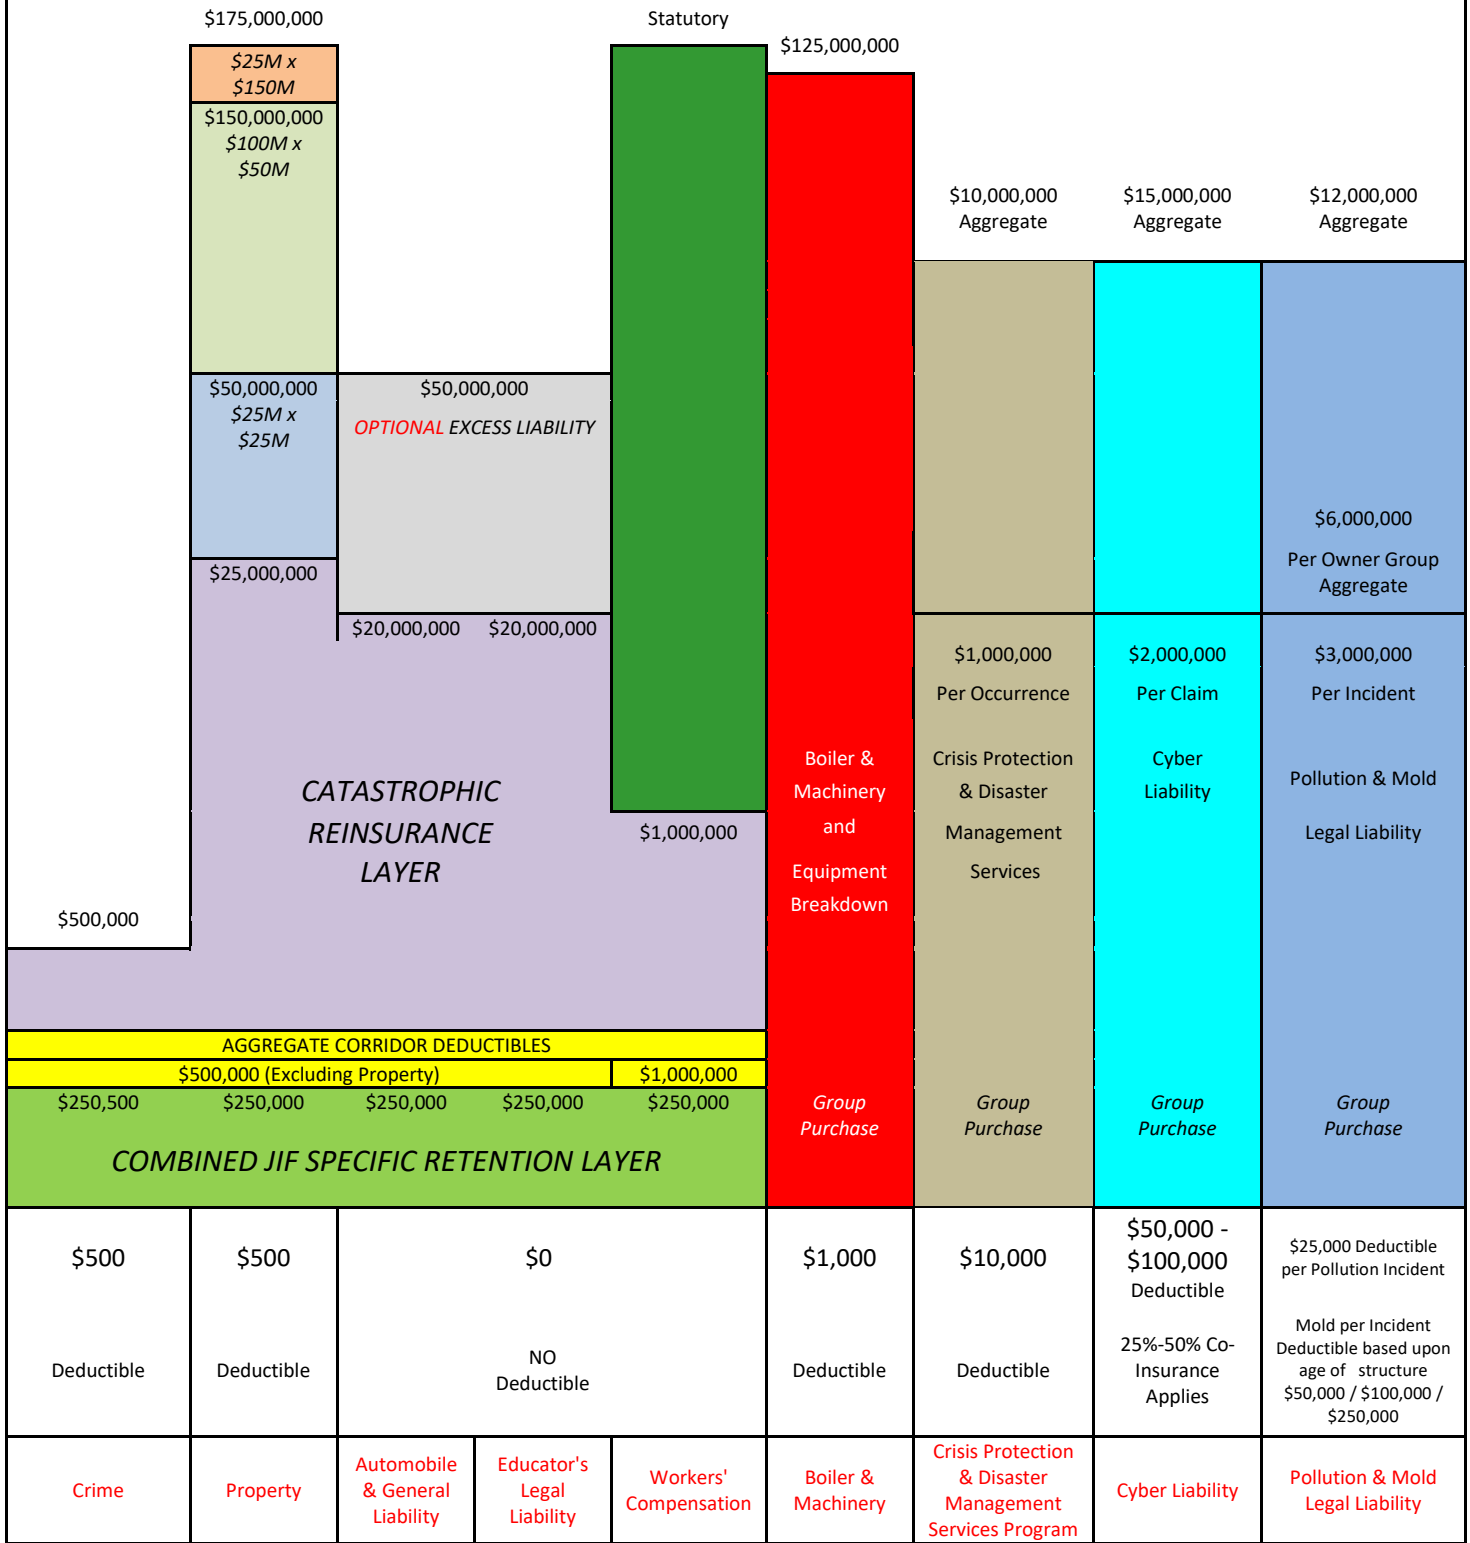 $175,000,000
Statutory
$125,000,000
$25M x
$150M
$150,000,000
$100M x
$50M
$10,000,000
Aggregate
$15,000,000
Aggregate
$12,000,000
Aggregate
$50,000,000
$25M x
$25M
$50,000,000
OPTIONAL EXCESS LIABILITY
$6,000,000
Per Owner Group
Aggregate
$25,000,000
$20,000,000
$20,000,000
$1,000,000
Per Occurrence
$2,000,000
Per Claim
$3,000,000
Per Incident
CATASTROPHIC
REINSURANCE
LAYER
$1,000,000
Boiler &
Machinery
and
Equipment
Breakdown
Crisis Protection
& Disaster
Management
Services
Cyber
Liability
Pollution & Mold
Legal Liability
$500,000
AGGREGATE CORRIDOR DEDUCTIBLES
$500,000 (Excluding Property)
$1,000,000
$250,500
$250,000
$250,000
$250,000
$250,000
COMBINED JIF SPECIFIC RETENTION LAYER
Group
Purchase
Group
Purchase
Group
Purchase
Group
Purchase
$500
$500
$0
$1,000
$10,000
$50,000 -
$100,000
Deductible
$25,000 Deductible
per Pollution Incident
Deductible
Deductible
NO
Deductible
Deductible
Deductible
25%-50% Co-
Insurance
Applies
Mold per Incident
Deductible based upon
age of structure
$50,000 / $100,000 /
$250,000
Crime
Property
Automobile
& General
Liability
Educator's
Legal
Liability
Workers'
Compensation
Boiler &
Machinery
Crisis Protection
& Disaster
Management
Services Program
Cyber Liability
Pollution & Mold
Legal Liability